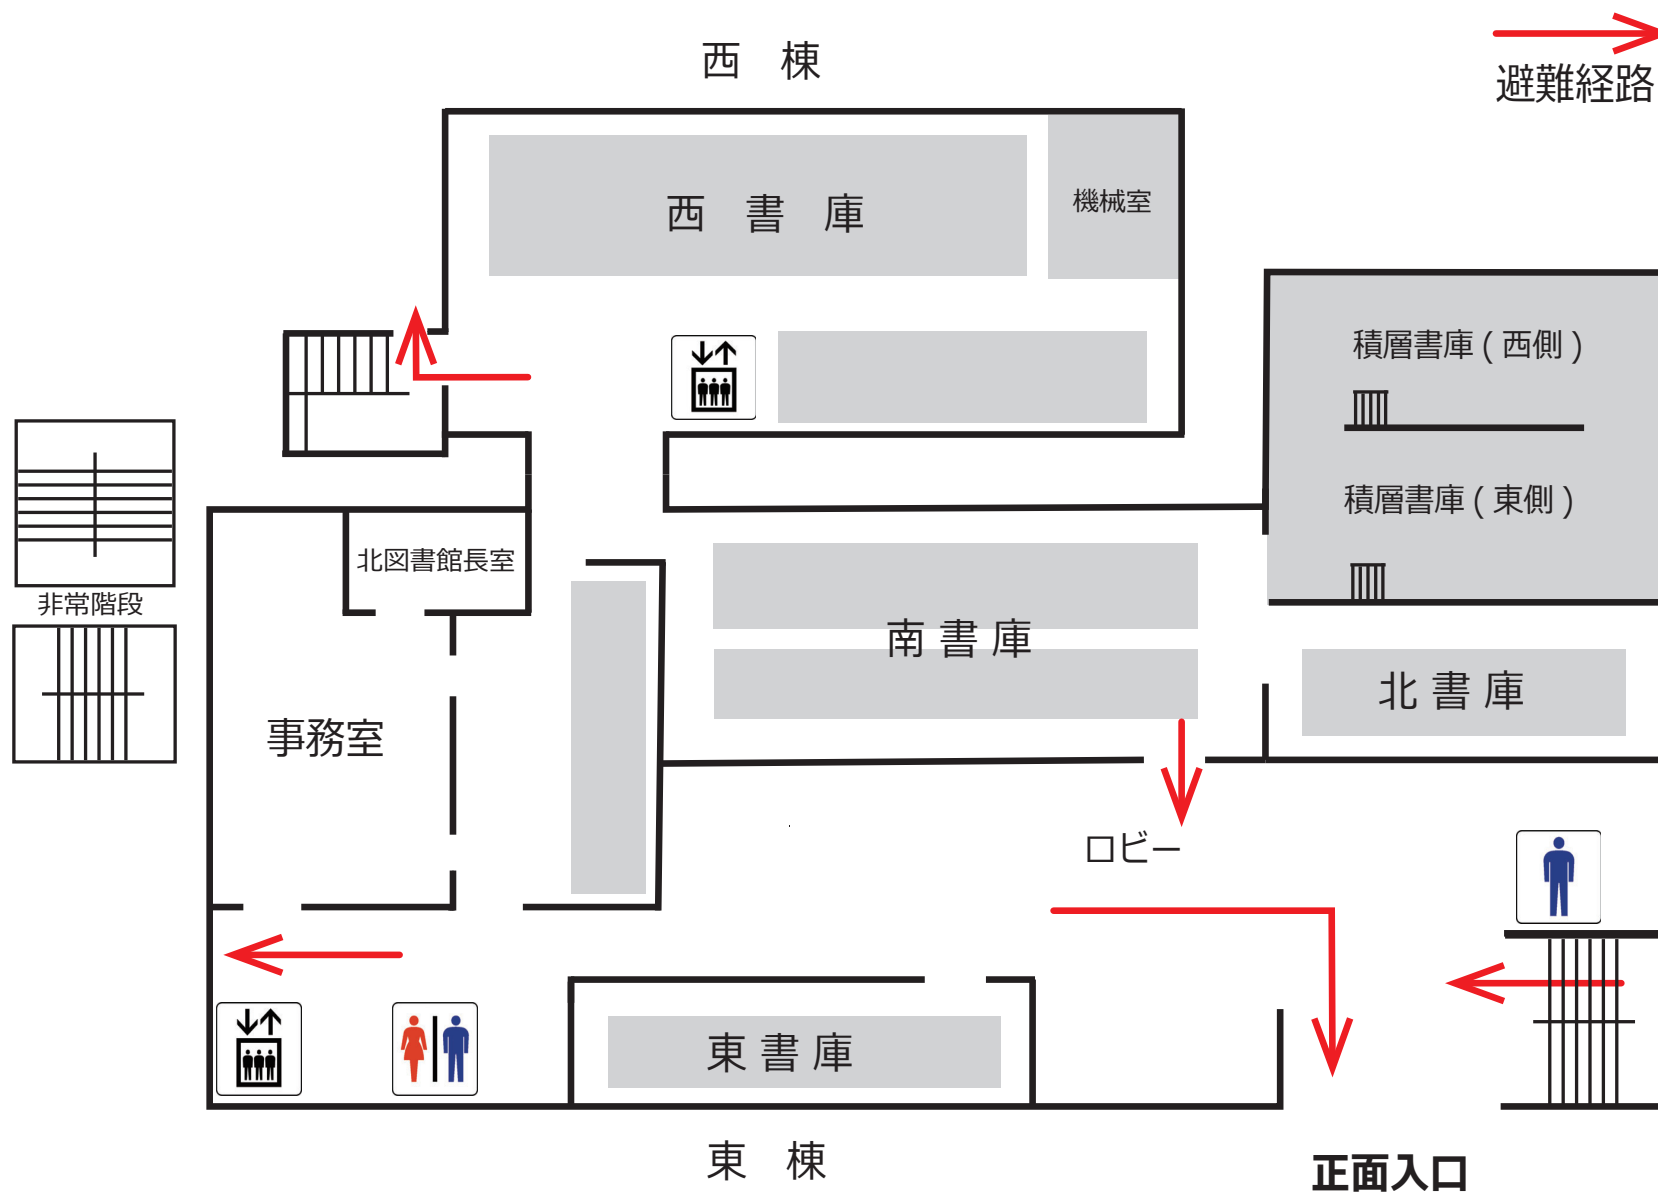 西 棟
避難経路
西 書 庫
機械室
積層書庫 ( 西側 )
積層書庫 ( 東側 )
北図書館長室
非常階段
南 書 庫
北 書 庫
事務室
ロビー
東 書 庫
東 棟
正面入口